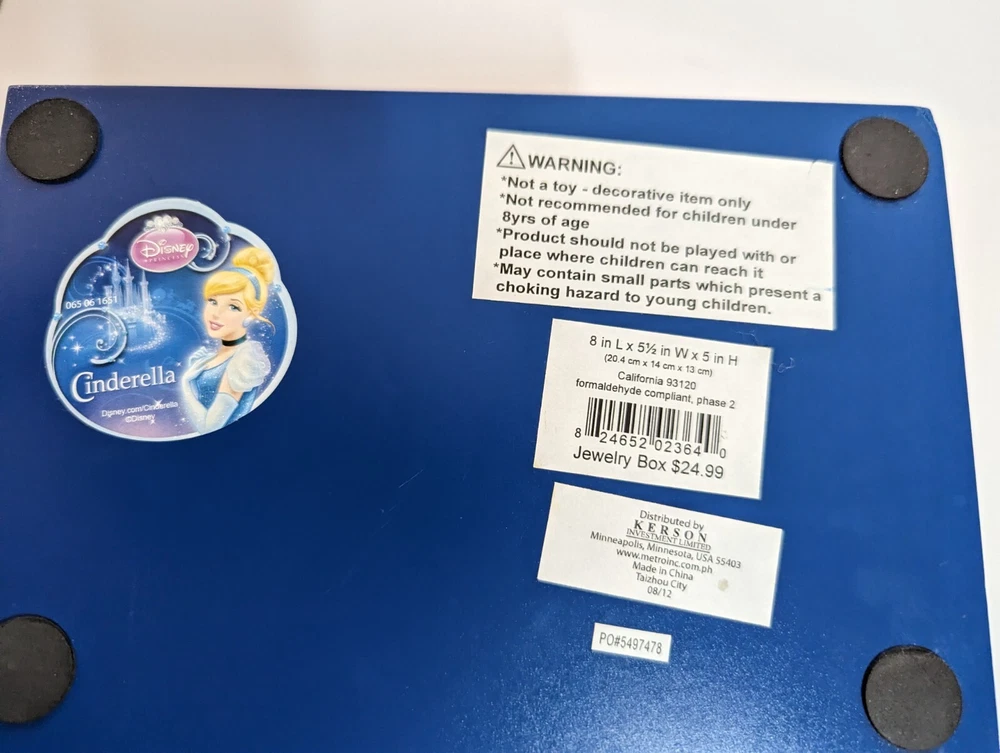 Disney
PRINCESS
065 06 1651
Cinderella
Disney.com/Cinderella
©Disney
WARNING:
*Not a toy - decorative item only
*Not recommended for children under
8yrs of age
*Product should not be played with or
place where children can reach it
*May contain small parts which present a
choking hazard to young children.
8 in L x 5½ in W x 5 in H
(20.4 cm x 14 cm x 13 cm)
California 93120
formaldehyde compliant, phase 2
8 24652 02364 0
Jewelry Box $24.99
Distributed by
KERSON
INVESTMENT LIMITED
Minneapolis, Minnesota, USA 55403
www.metroinc.com.ph
Made in China
Taizhou City
08/12
PO#5497478